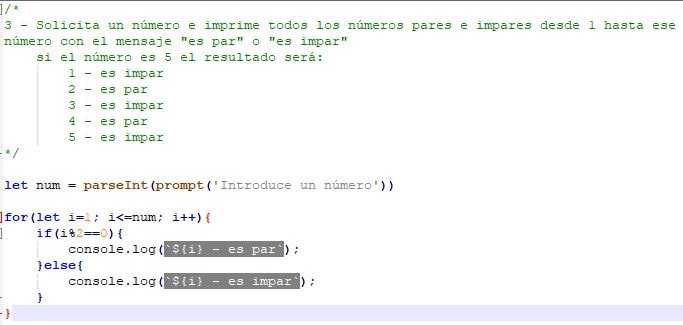 /*
3 - Solicita un número e imprime todos los números pares e impares desde 1 hasta ese
número con el mensaje "es par" o "es impar"
si el número es 5 el resultado será:
1 - es impar
2 - es par
3 - es impar
4 - es par
5 - es impar
*/
let num = parseInt(prompt('Introduce un número'))
for(let i=1; i<=num; i++){
if(i%2==0){
console.log(`${i} - es par`);
}else{
console.log(`${i} - es impar`);
}
}